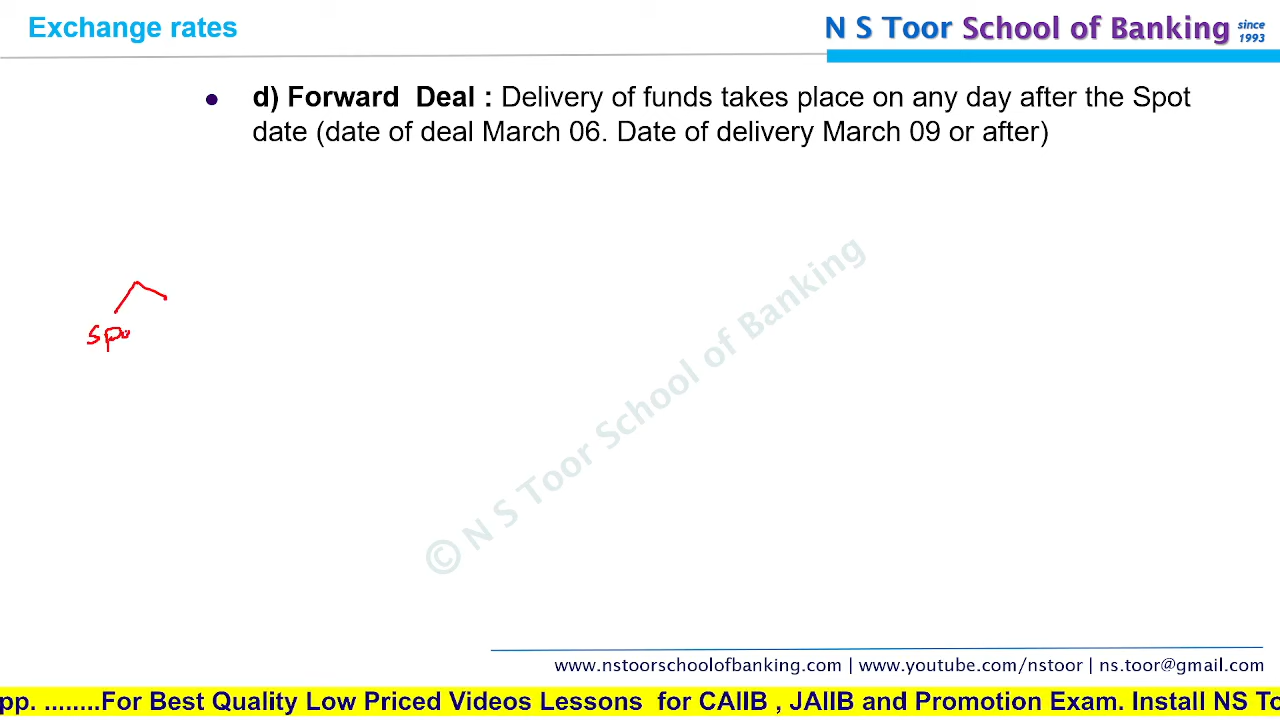 Exchange rates
N S Toor School of Banking since 1993
• d) Forward Deal : Delivery of funds takes place on any day after the Spot
date (date of deal March 06. Date of delivery March 09 or after)
© N S Toor School of Banking
www.nstoorschoolofbanking.com | www.youtube.com/nstoor | ns.toor@gmail.com
pp. ........For Best Quality Low Priced Videos Lessons for CAIIB , JAIIB and Promotion Exam. Install NS To